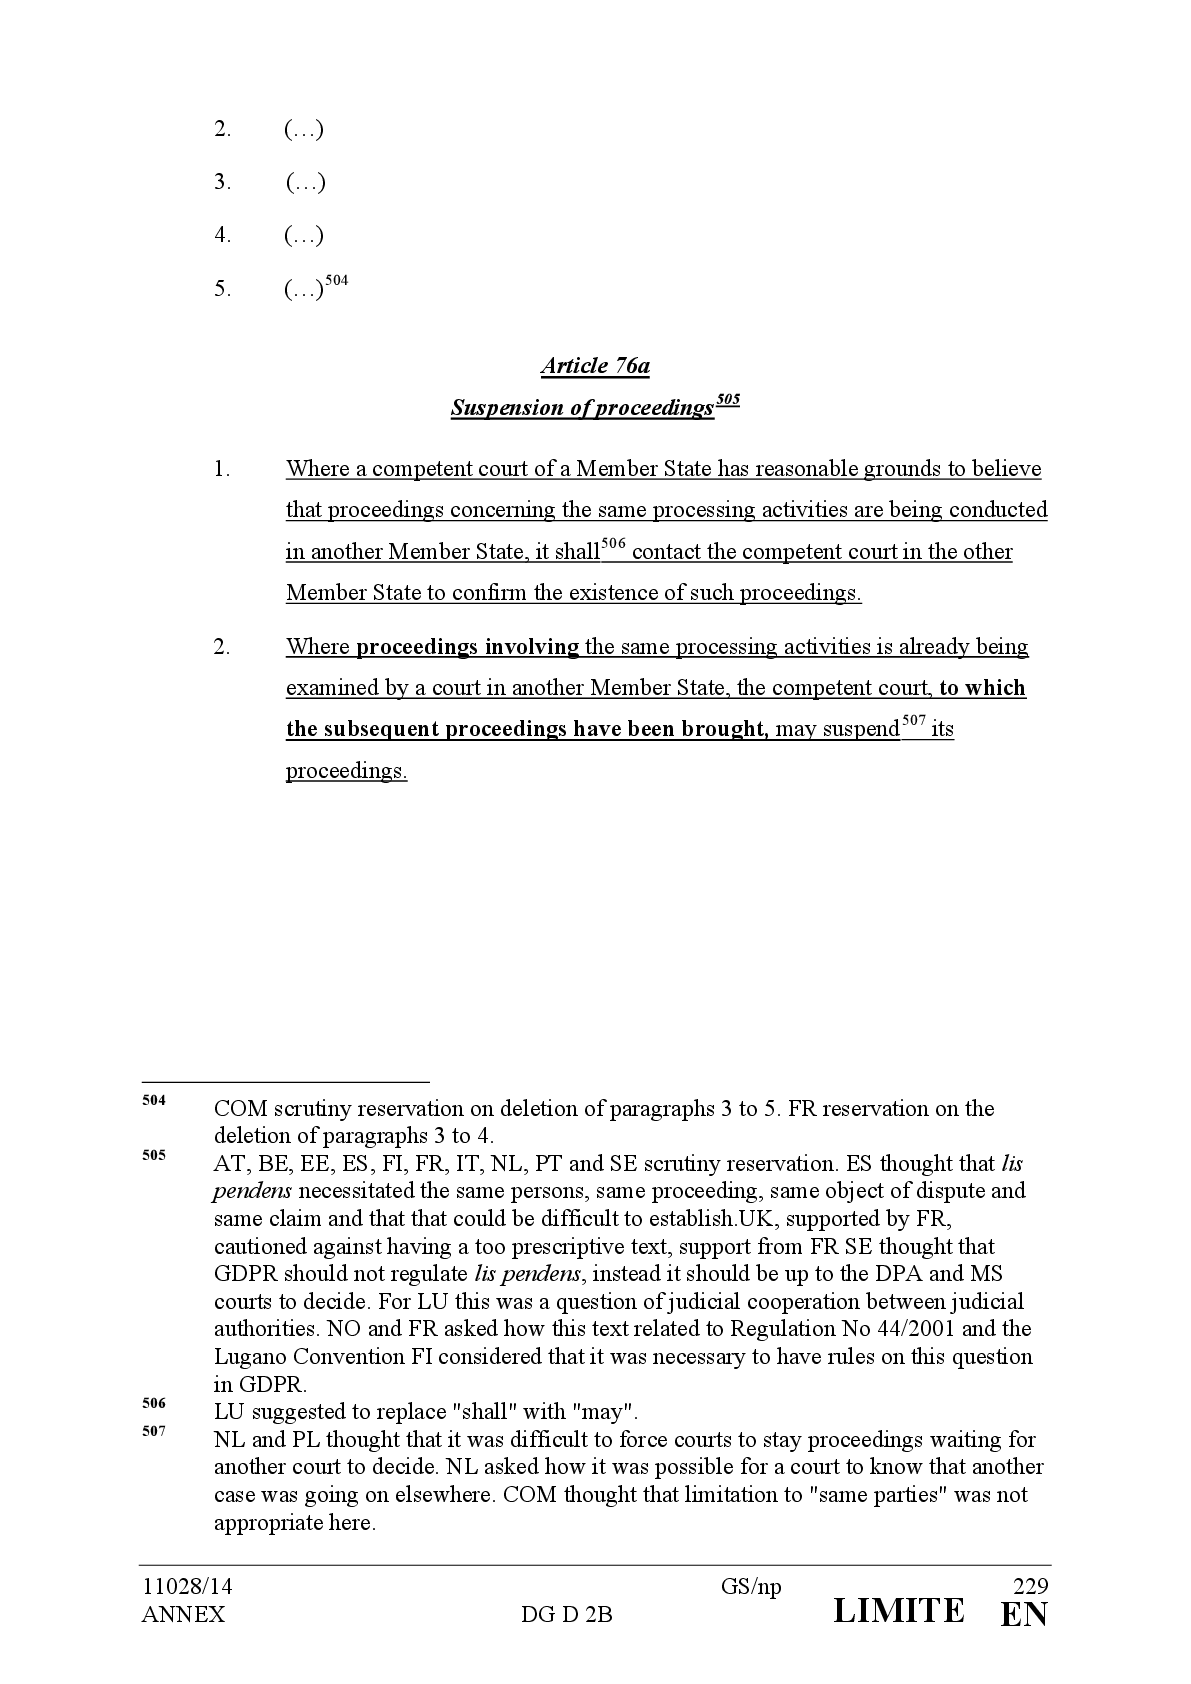 2. (…)
3. (…)
4. (…)
5. (…)504
Article 76a
Suspension of proceedings505
1. Where a competent court of a Member State has reasonable grounds to believe
that proceedings concerning the same processing activities are being conducted
in another Member State, it shall506 contact the competent court in the other
Member State to confirm the existence of such proceedings.
2. Where proceedings involving the same processing activities is already being
examined by a court in another Member State, the competent court, to which
the subsequent proceedings have been brought, may suspend507 its
proceedings.
504 COM scrutiny reservation on deletion of paragraphs 3 to 5. FR reservation on the
deletion of paragraphs 3 to 4.
505 AT, BE, EE, ES, FI, FR, IT, NL, PT and SE scrutiny reservation. ES thought that lis
pendens necessitated the same persons, same proceeding, same object of dispute and
same claim and that that could be difficult to establish.UK, supported by FR,
cautioned against having a too prescriptive text, support from FR SE thought that
GDPR should not regulate lis pendens, instead it should be up to the DPA and MS
courts to decide. For LU this was a question of judicial cooperation between judicial
authorities. NO and FR asked how this text related to Regulation No 44/2001 and the
Lugano Convention FI considered that it was necessary to have rules on this question
in GDPR.
506 LU suggested to replace "shall" with "may".
507 NL and PL thought that it was difficult to force courts to stay proceedings waiting for
another court to decide. NL asked how it was possible for a court to know that another
case was going on elsewhere. COM thought that limitation to "same parties" was not
appropriate here.
11028/14 GS/np 229
ANNEX DG D 2B LIMITE EN